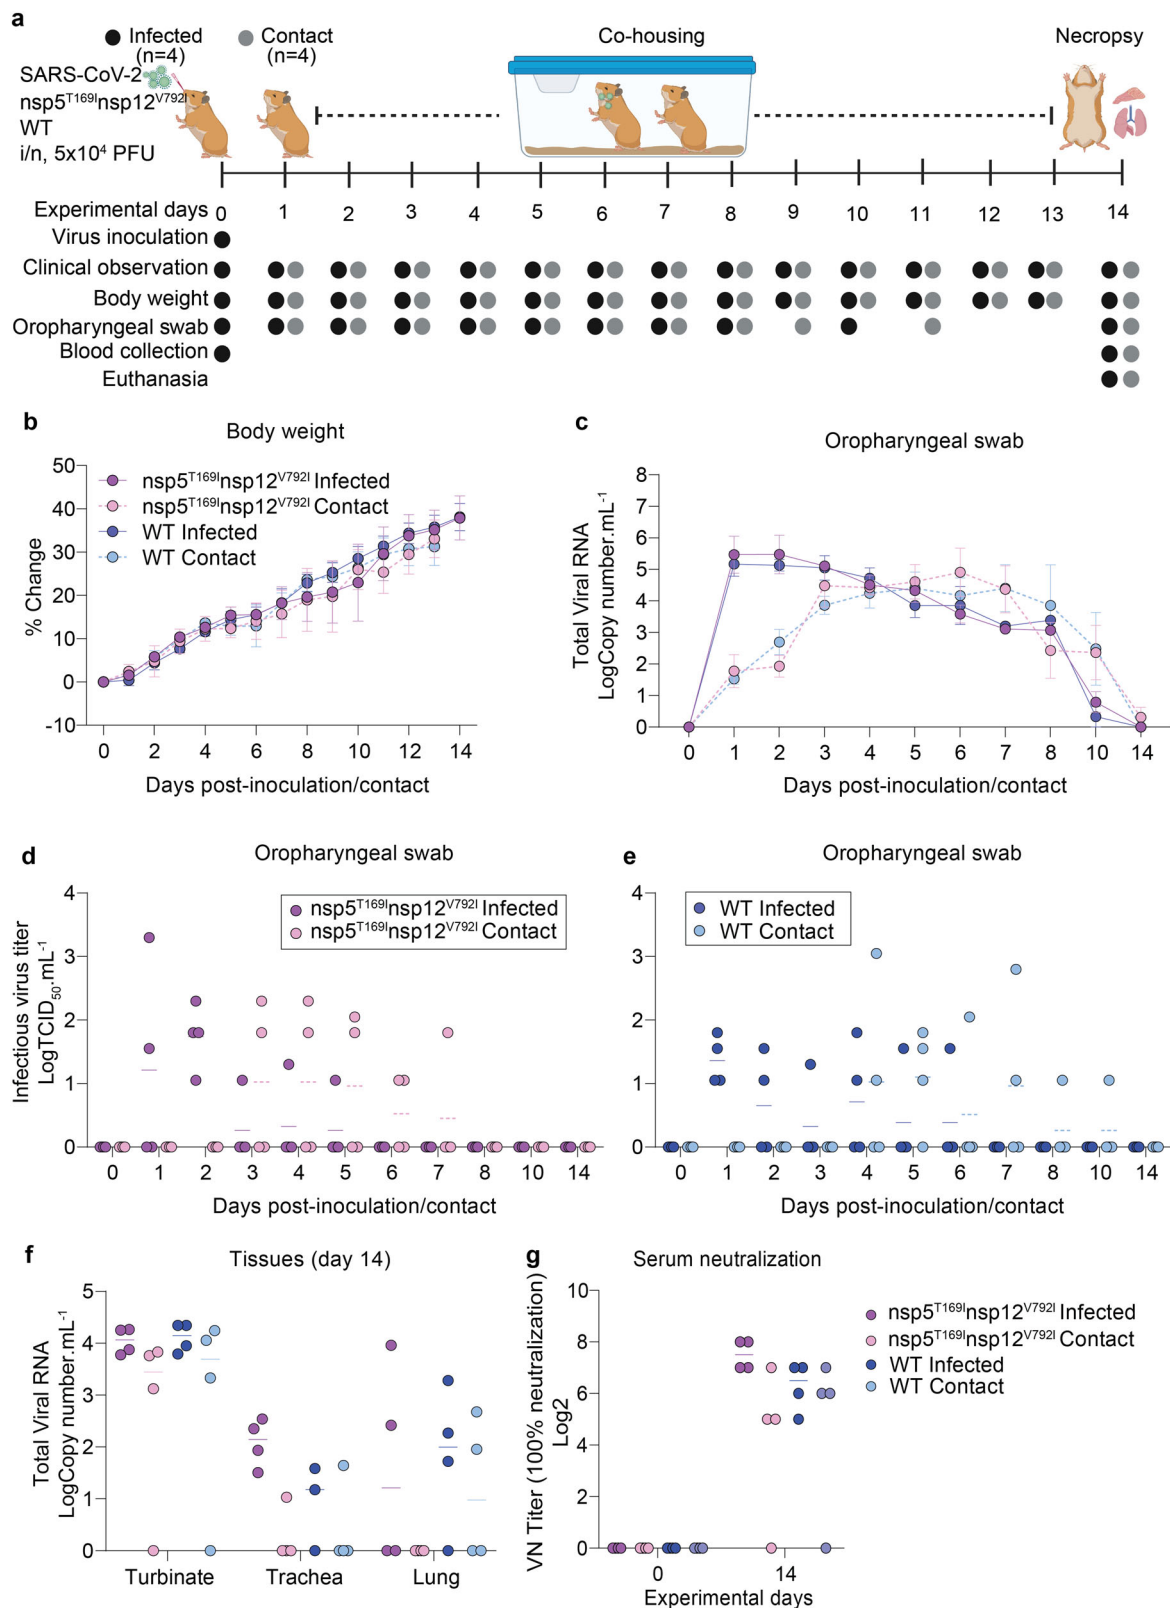 a
Infected
(n=4)
Contact
(n=4)
Co-housing
Necropsy
SARS-CoV-2
nsp5T169Insp12V792I
WT
i/n, 5x10⁴ PFU
Experimental days 0 1 2 3 4 5 6 7 8 9 10 11 12 13 14
Virus inoculation
Clinical observation
Body weight
Oropharyngeal swab
Blood collection
Euthanasia
b
Body weight
% Change
50
40
30
20
10
0
-10
nsp5T169Insp12V792I Infected
nsp5T169Insp12V792I Contact
WT Infected
WT Contact
0 2 4 6 8 10 12 14
Days post-inoculation/contact
c
Oropharyngeal swab
Total Viral RNA
LogCopy number.mL-1
8
7
6
5
4
3
2
1
0
0 1 2 3 4 5 6 7 8 10 14
Days post-inoculation/contact
d
Oropharyngeal swab
Infectious virus titer
LogTCID50.mL-1
4
3
2
1
0
nsp5T169Insp12V792I Infected
nsp5T169Insp12V792I Contact
0 1 2 3 4 5 6 7 8 10 14
Days post-inoculation/contact
e
Oropharyngeal swab
4
3
2
1
0
WT Infected
WT Contact
0 1 2 3 4 5 6 7 8 10 14
Days post-inoculation/contact
f
Tissues (day 14)
Total Viral RNA
LogCopy number.mL-1
5
4
3
2
1
0
Turbinate Trachea Lung
g
Serum neutralization
VN Titer (100% neutralization)
Log2
10
8
6
4
2
0
0 14
Experimental days
nsp5T169Insp12V792I Infected
nsp5T169Insp12V792I Contact
WT Infected
WT Contact